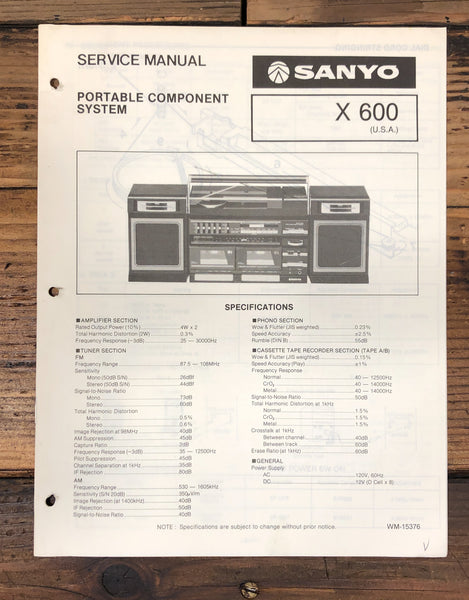 SERVICE MANUAL
SANYO
PORTABLE COMPONENT
SYSTEM
X 600
(U.S.A.)
SPECIFICATIONS
■AMPLIFIER SECTION
Rated Output Power (10%) 4W x 2
Total Harmonic Distortion (2W) 0.3%
Frequency Response (−3dB) 25 — 30000Hz
■TUNER SECTION
FM
Frequency Range 87.5 — 108MHz
Sensitivity
Mono (50dB S/N) 26dBf
Stereo (50dB S/N) 44dBf
Signal-to-Noise Ratio
Mono 73dB
Stereo 60dB
Total Harmonic Distortion
Mono 0.5%
Stereo 0.6%
Image Rejection at 98MHz 40dB
AM Suppression 45dB
Capture Ratio 2dB
Frequency Response (−3dB) 35 — 12500Hz
Pilot Suppression 45dB
Channel Separation at 1kHz 35dB
IF Rejection 80dB
AM
Frequency Range 530 — 1605kHz
Sensitivity (S/N 20dB) 350μV/m
Image Rejection (at 1400kHz) 40dB
IF Rejection 50dB
Signal-to-Noise Ratio 45dB
■PHONO SECTION
Wow & Flutter (JIS weighted) 0.23%
Speed Accuracy ±2.5%
Rumble (DIN B) 55dB
■CASSETTE TAPE RECORDER SECTION (TAPE A/B)
Wow & Flutter (JIS weighted) 0.15%
Speed Accuracy (Play) ±1%
Frequency Response
Normal 40 — 12500Hz
CrO₂ 40 — 14000Hz
Metal 40 — 14000Hz
Signal-to-Noise Ratio 50dB
Total Harmonic Distortion at 1kHz
Normal 1.5%
CrO₂ 1.5%
Metal 1.5%
Crosstalk at 1kHz
Between channel 40dB
Between track 60dB
Erase Ratio (at 1kHz) 60dB
■GENERAL
Power Supply
AC 120V, 60Hz
DC 12V (D Cell x 8)
NOTE : Specifications are subject to change without prior notice.
WM-15376